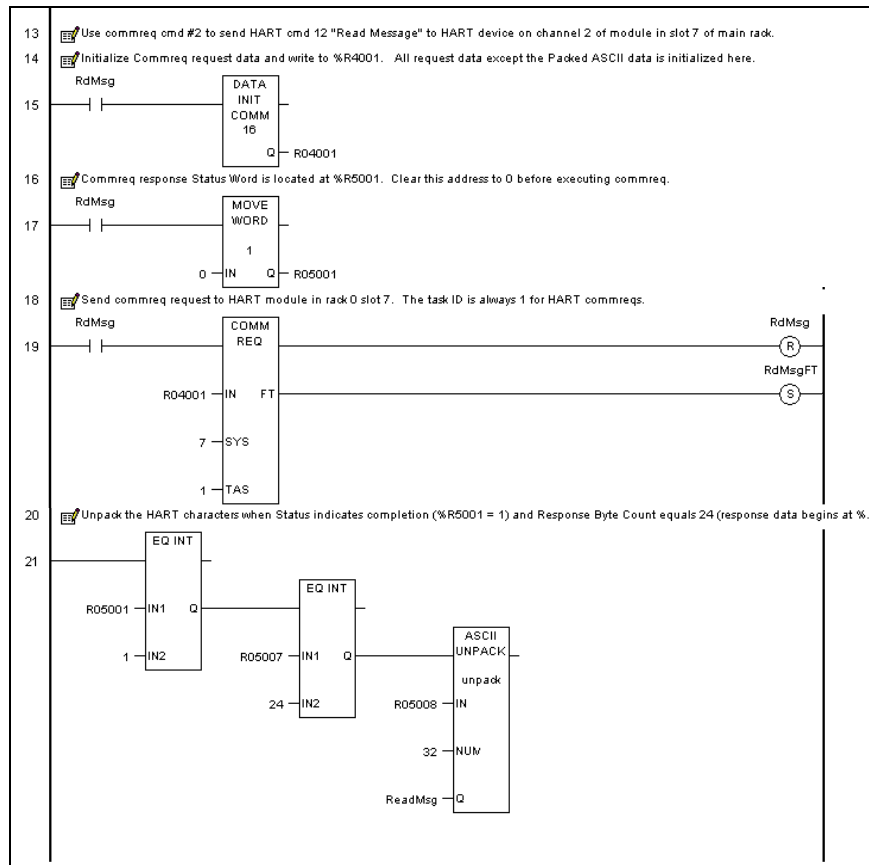 13 Use commreq cmd #2 to send HART cmd 12 "Read Message" to HART device on channel 2 of module in slot 7 of main rack.
14 Initialize Commreq request data and write to %R4001. All request data except the Packed ASCII data is initialized here.
RdMsg
DATA
INIT
15
COMM
16
Q R04001
16 Commreq response Status Word is located at %R5001. Clear this address to 0 before executing commreq.
RdMsg
MOVE
WORD
17
1
0 IN Q R05001
18 Send commreq request to HART module in rack 0 slot 7. The task ID is always 1 for HART commreqs.
RdMsg
COMM
REQ
RdMsg
19
R
RdMsgFT
R04001 IN FT
S
7 SYS
1 TAS
20 Unpack the HART characters when Status indicates completion (%R5001 = 1) and Response Byte Count equals 24 (response data begins at %.
EQ INT
21
EQ INT
R05001 IN1 Q
ASCII
UNPACK
1 IN2
R05007 IN1 Q
unpack
24 IN2
R05008 IN
32 NUM
ReadMsg Q